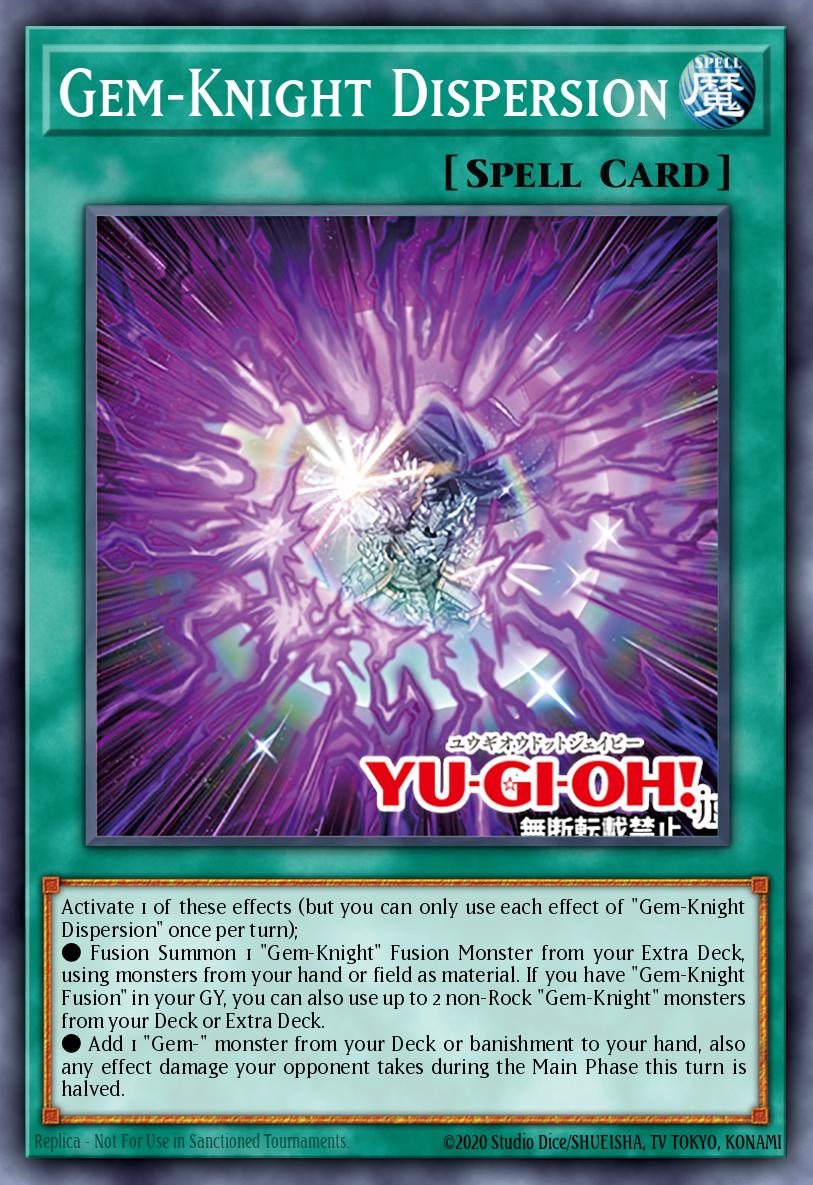 Gem-Knight Dispersion
SPELL
魔
[ Spell Card ]
ユウギオウドットジェイピー
YU-GI-OH!
.jp
無断転載禁止
Activate 1 of these effects (but you can only use each effect of "Gem-Knight
Dispersion" once per turn);
● Fusion Summon 1 "Gem-Knight" Fusion Monster from your Extra Deck,
using monsters from your hand or field as material. If you have "Gem-Knight
Fusion" in your GY, you can also use up to 2 non-Rock "Gem-Knight" monsters
from your Deck or Extra Deck.
● Add 1 "Gem-" monster from your Deck or banishment to your hand, also
any effect damage your opponent takes during the Main Phase this turn is
halved.
Replica - Not For Use in Sanctioned Tournaments.
©2020 Studio Dice/SHUEISHA, TV TOKYO, KONAMI